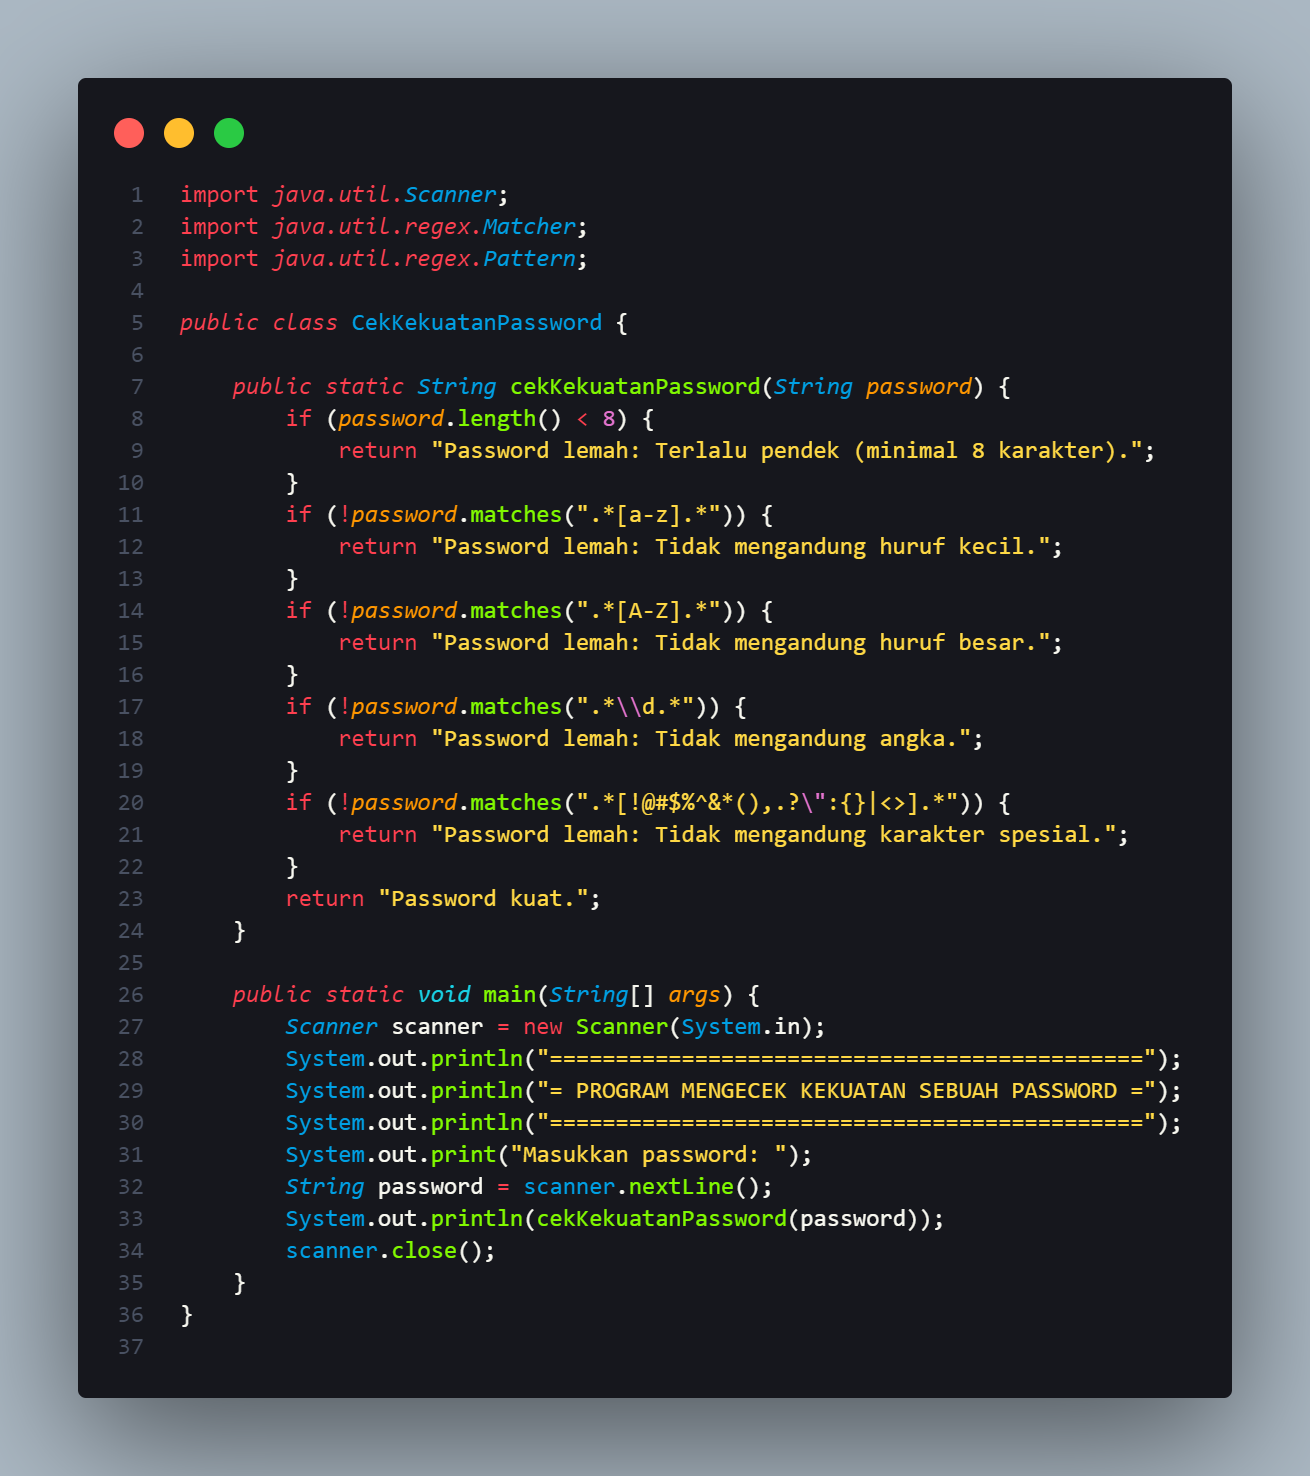 1 import java.util.Scanner;
2 import java.util.regex.Matcher;
3 import java.util.regex.Pattern;
4
5 public class CekKekuatanPassword {
6
7     public static String cekKekuatanPassword(String password) {
8         if (password.length() < 8) {
9             return "Password lemah: Terlalu pendek (minimal 8 karakter).";
10         }
11         if (!password.matches(".*[a-z].*")) {
12             return "Password lemah: Tidak mengandung huruf kecil.";
13         }
14         if (!password.matches(".*[A-Z].*")) {
15             return "Password lemah: Tidak mengandung huruf besar.";
16         }
17         if (!password.matches(".*\\d.*")) {
18             return "Password lemah: Tidak mengandung angka.";
19         }
20         if (!password.matches(".*[!@#$%^&*(),.?\":{}|<>].*")) {
21             return "Password lemah: Tidak mengandung karakter spesial.";
22         }
23         return "Password kuat.";
24     }
25
26     public static void main(String[] args) {
27         Scanner scanner = new Scanner(System.in);
28         System.out.println("=============================================");
29         System.out.println("= PROGRAM MENGECEK KEKUATAN SEBUAH PASSWORD =");
30         System.out.println("=============================================");
31         System.out.print("Masukkan password: ");
32         String password = scanner.nextLine();
33         System.out.println(cekKekuatanPassword(password));
34         scanner.close();
35     }
36 }
37